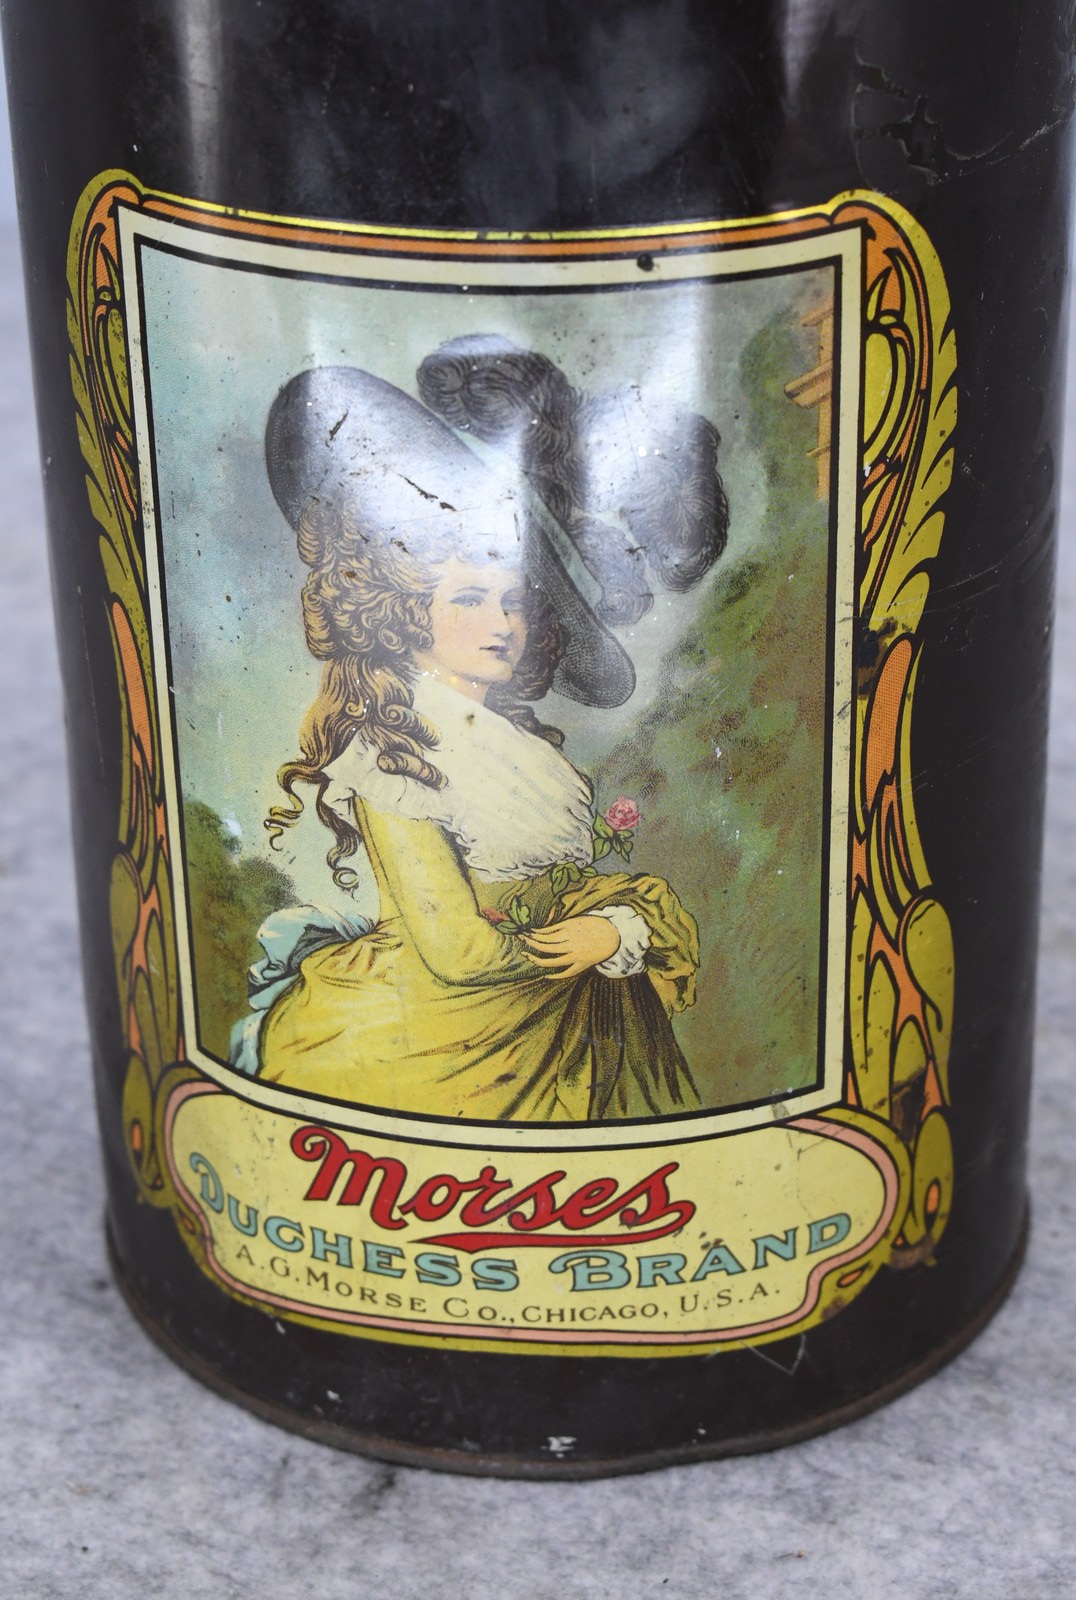 Morses
DUCHESS BRAND
A.G. MORSE CO., CHICAGO, U.S.A.